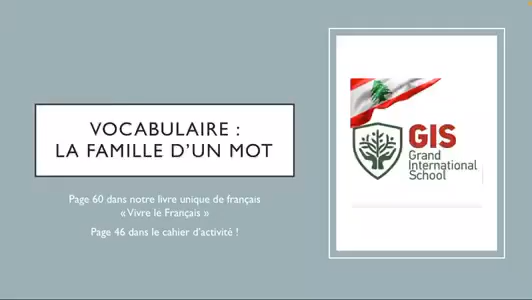 VOCABULAIRE :
LA FAMILLE D’UN MOT
Page 60 dans notre livre unique de français
« Vivre le Français »
Page 46 dans le cahier d’activité !
GIS
Grand
International
School